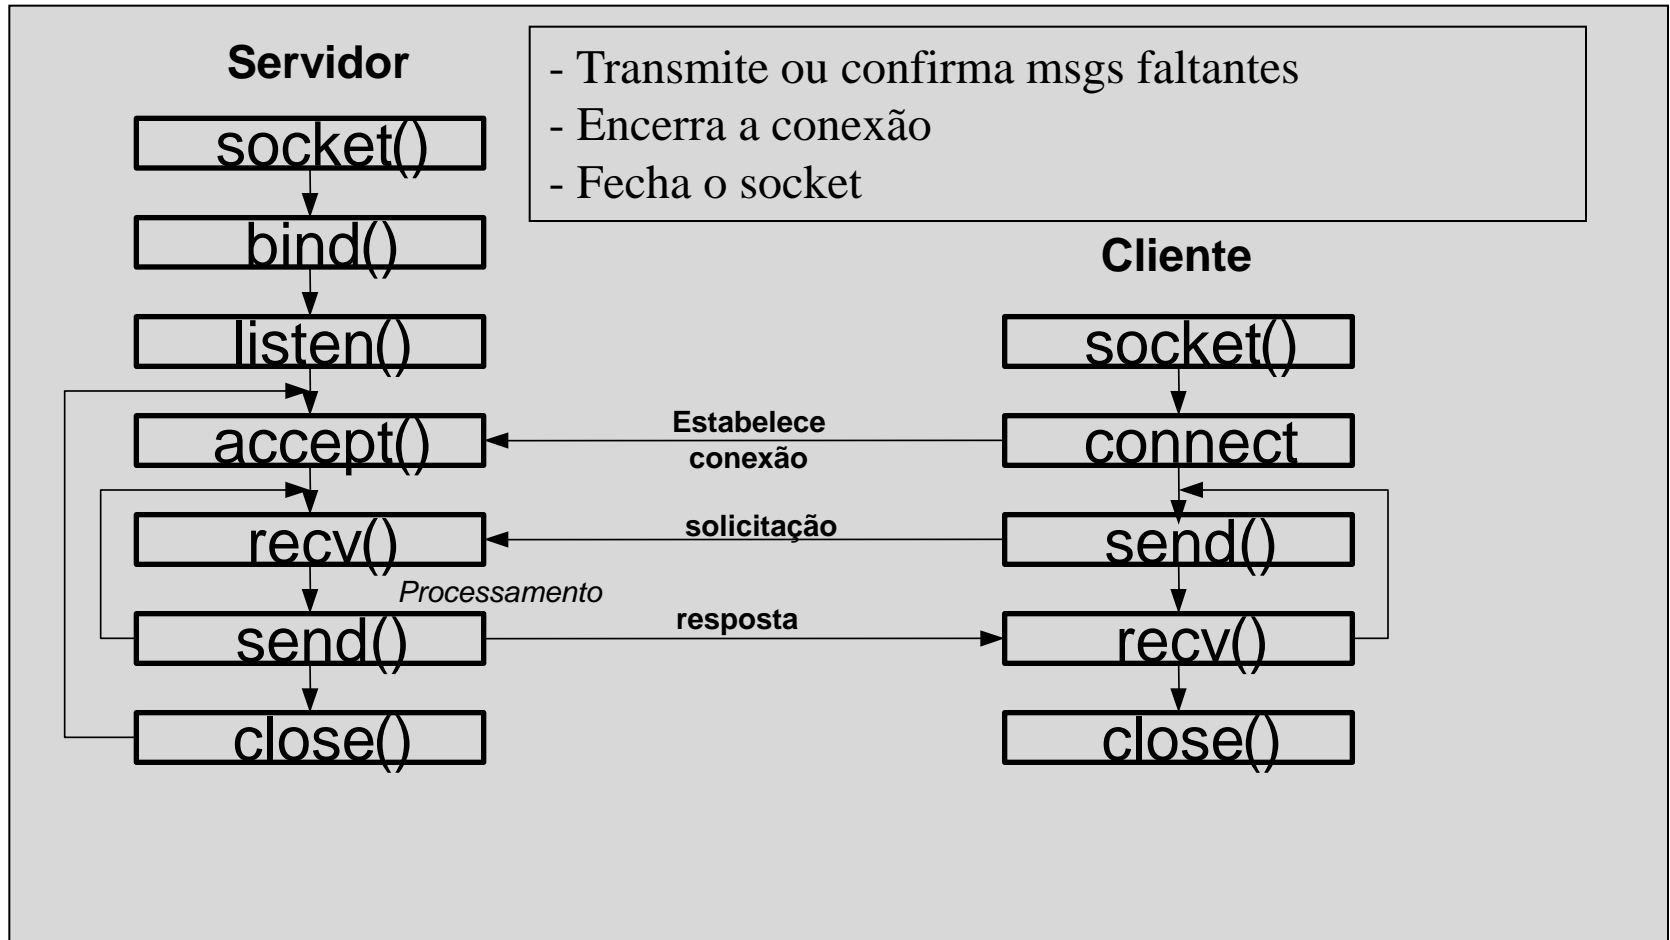 Servidor
- Transmite ou confirma msgs faltantes
- Encerra a conexão
- Fecha o socket
socket()
bind()
Cliente
listen()
socket()
accept()
Estabelece
conexão
connect
recv()
solicitação
send()
Processamento
send()
resposta
recv()
close()
close()